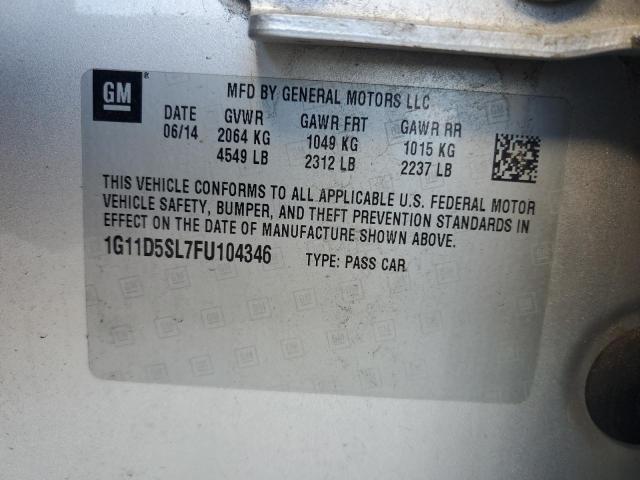 GM
MFD BY GENERAL MOTORS LLC
DATE GVWR GAWR FRT GAWR RR
06/14 2064 KG 1049 KG 1015 KG
4549 LB 2312 LB 2237 LB
THIS VEHICLE CONFORMS TO ALL APPLICABLE U.S. FEDERAL MOTOR
VEHICLE SAFETY, BUMPER, AND THEFT PREVENTION STANDARDS IN
EFFECT ON THE DATE OF MANUFACTURE SHOWN ABOVE.
1G11D5SL7FU104346 TYPE: PASS CAR